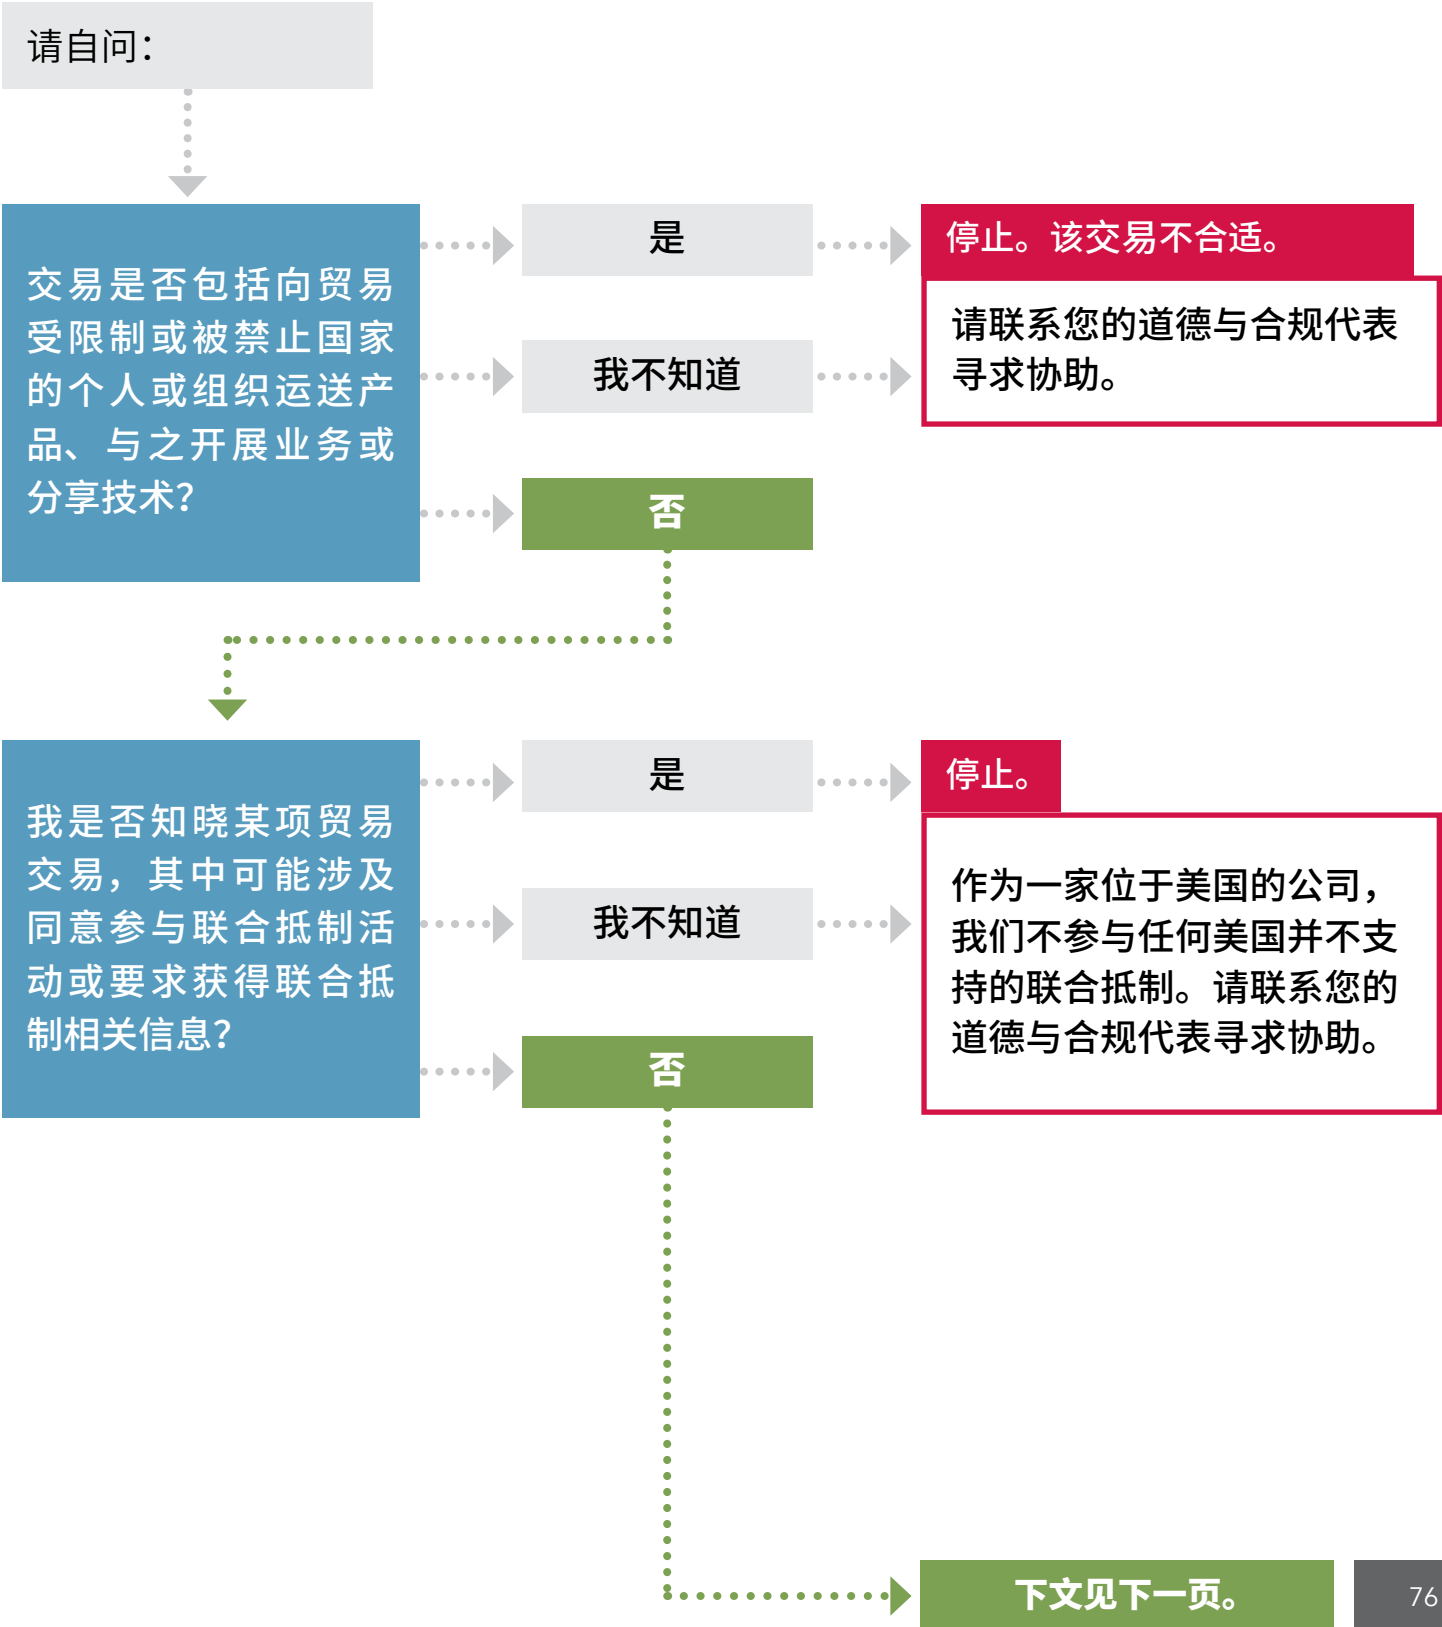 请自问：
交易是否包括向贸易
受限制或被禁止国家
的个人或组织运送产
品、与之开展业务或
分享技术？
是
停止。该交易不合适。
请联系您的道德与合规代表
寻求协助。
我不知道
否
我是否知晓某项贸易
交易，其中可能涉及
同意参与联合抵制活
动或要求获得联合抵
制相关信息？
是
停止。
作为一家位于美国的公司，
我们不参与任何美国并不支
持的联合抵制。请联系您的
道德与合规代表寻求协助。
我不知道
否
下文见下一页。
76